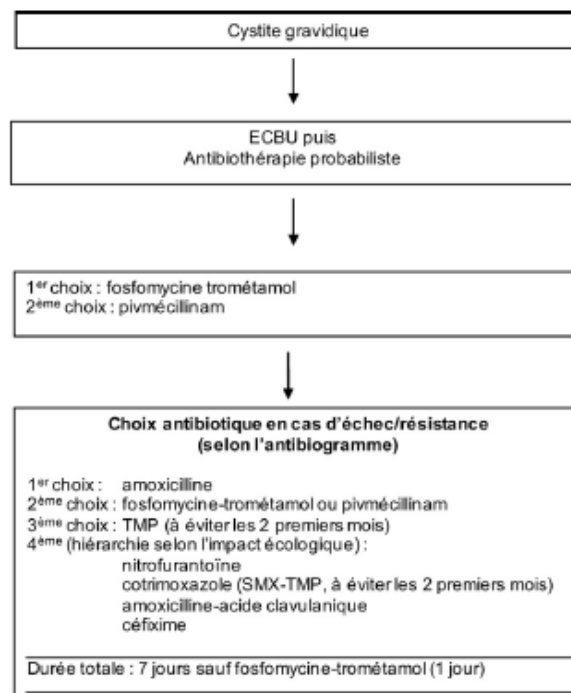 Cystite gravidique
ECBU puis
Antibiothérapie probabiliste
1er choix : fosfomycine trométamol
2ème choix : pivmécillinam
Choix antibiotique en cas d'échec/résistance
(selon l'antibiogramme)
1er choix : amoxicilline
2ème choix : fosfomycine-trométamol ou pivmécillinam
3ème choix : TMP (à éviter les 2 premiers mois)
4ème (hiérarchie selon l'impact écologique) :
nitrofurantoïne
cotrimoxazole (SMX-TMP, à éviter les 2 premiers mois)
amoxicilline-acide clavulanique
céfixime
Durée totale : 7 jours sauf fosfomycine-trométamol (1 jour)